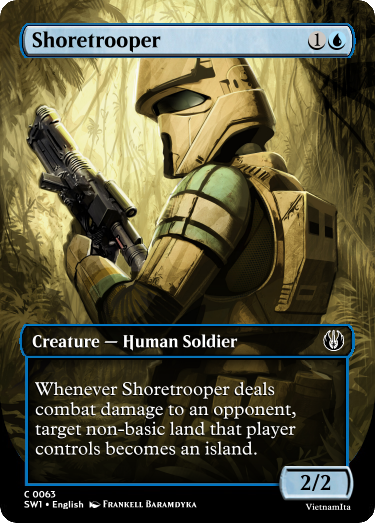 Shoretrooper 1
Creature — Human Soldier
Whenever Shoretrooper deals
combat damage to an opponent,
target non-basic land that player
controls becomes an island.
2/2
C 0063
SW1 • English Frankell Baramdyka
VietnamIta